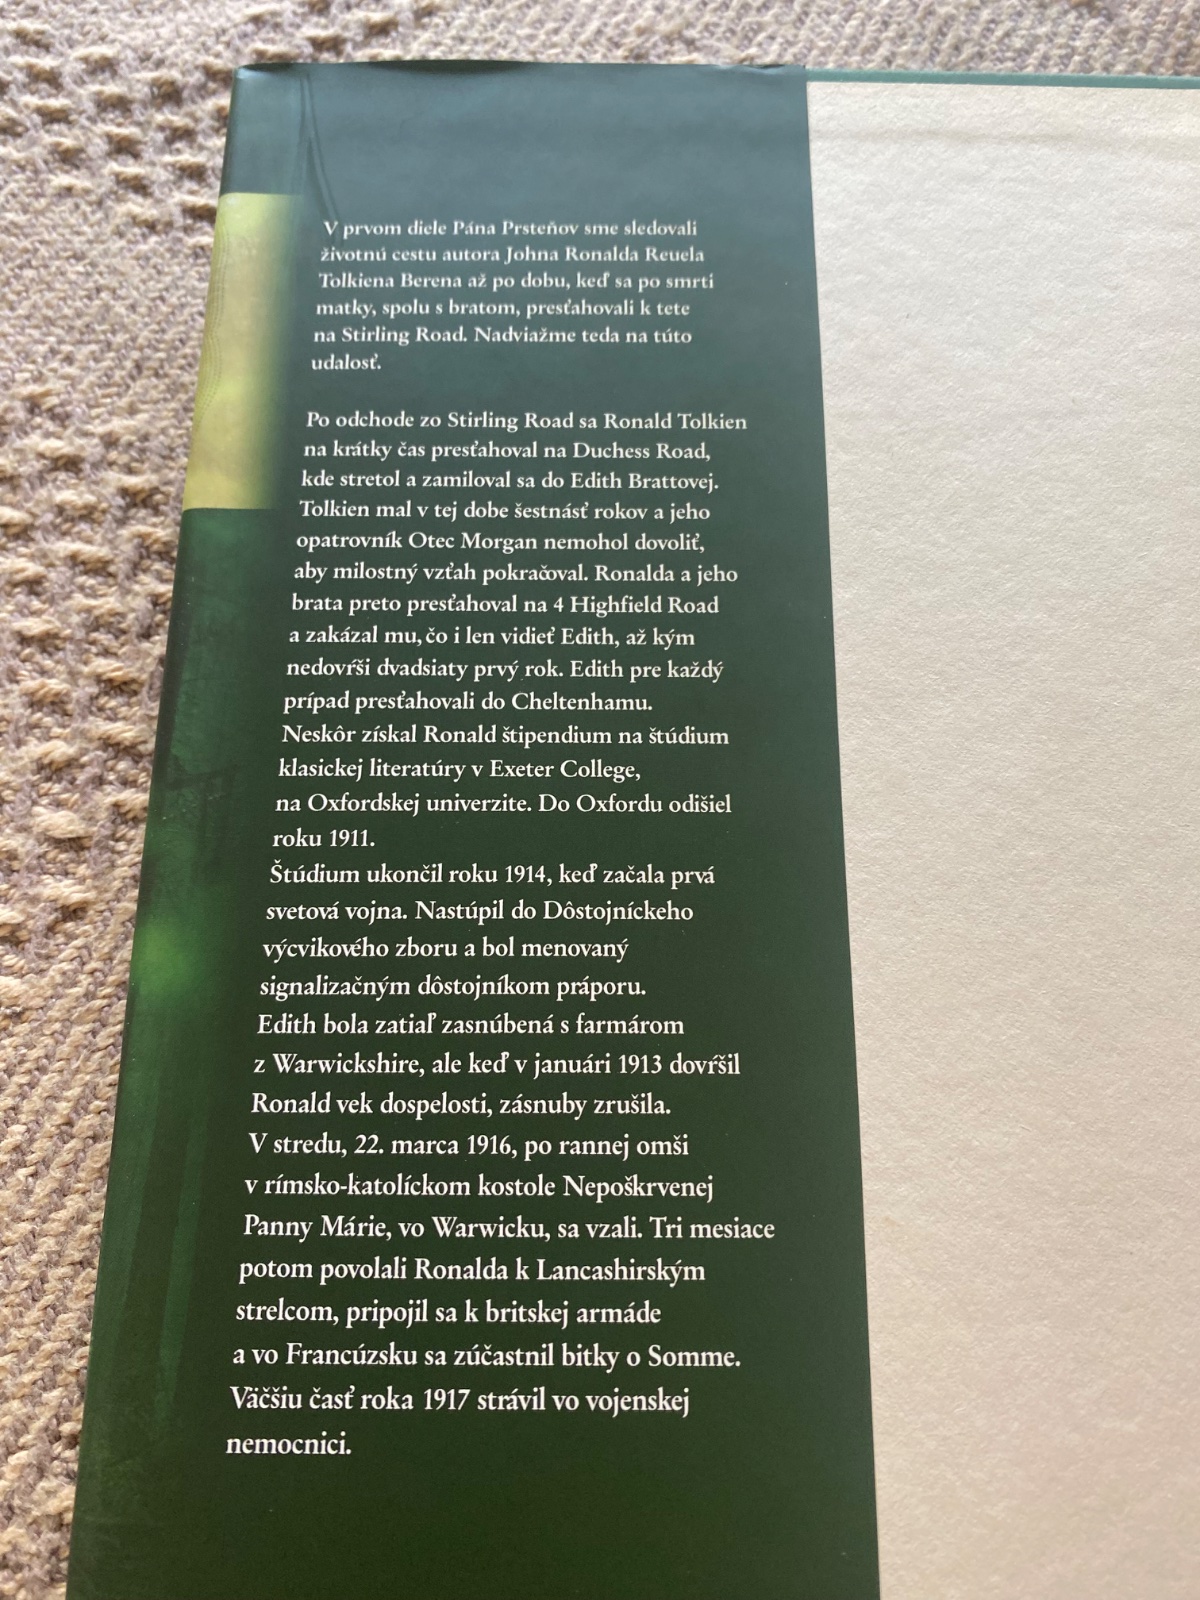 V prvom diele Pána Prsteňov sme sledovali
životnú cestu autora Johna Ronalda Reuela
Tolkiena Berena až po dobu, keď sa po smrti
matky, spolu s bratom, presťahovali k tete
na Stirling Road. Nadviažme teda na túto
udalosť.
Po odchode zo Stirling Road sa Ronald Tolkien
na krátky čas presťahoval na Duchess Road,
kde stretol a zamiloval sa do Edith Brattovej.
Tolkien mal v tej dobe šestnásť rokov a jeho
opatrovník Otec Morgan nemohol dovoliť,
aby milostný vzťah pokračoval. Ronalda a jeho
brata preto presťahoval na 4 Highfield Road
a zakázal mu, čo i len vidieť Edith, až kým
nedovŕši dvadsiaty prvý rok. Edith pre každý
prípad presťahovali do Cheltenhamu.
Neskôr získal Ronald štipendium na štúdium
klasickej literatúry v Exeter College,
na Oxfordskej univerzite. Do Oxfordu odišiel
roku 1911.
Štúdium ukončil roku 1914, keď začala prvá
svetová vojna. Nastúpil do Dôstojníckeho
výcvikového zboru a bol menovaný
signalizačným dôstojníkom práporu.
Edith bola zatiaľ zasnúbená s farmárom
z Warwickshire, ale keď v januári 1913 dovŕšil
Ronald vek dospelosti, zásnuby zrušila.
V stredu, 22. marca 1916, po rannej omši
v rímsko-katolíckom kostole Nepoškrvenej
Panny Márie, vo Warwicku, sa vzali. Tri mesiace
potom povolali Ronalda k Lancashirským
strelcom, pripojil sa k britskej armáde
a vo Francúzsku sa zúčastnil bitky o Somme.
Väčšiu časť roka 1917 strávil vo vojenskej
nemocnici.